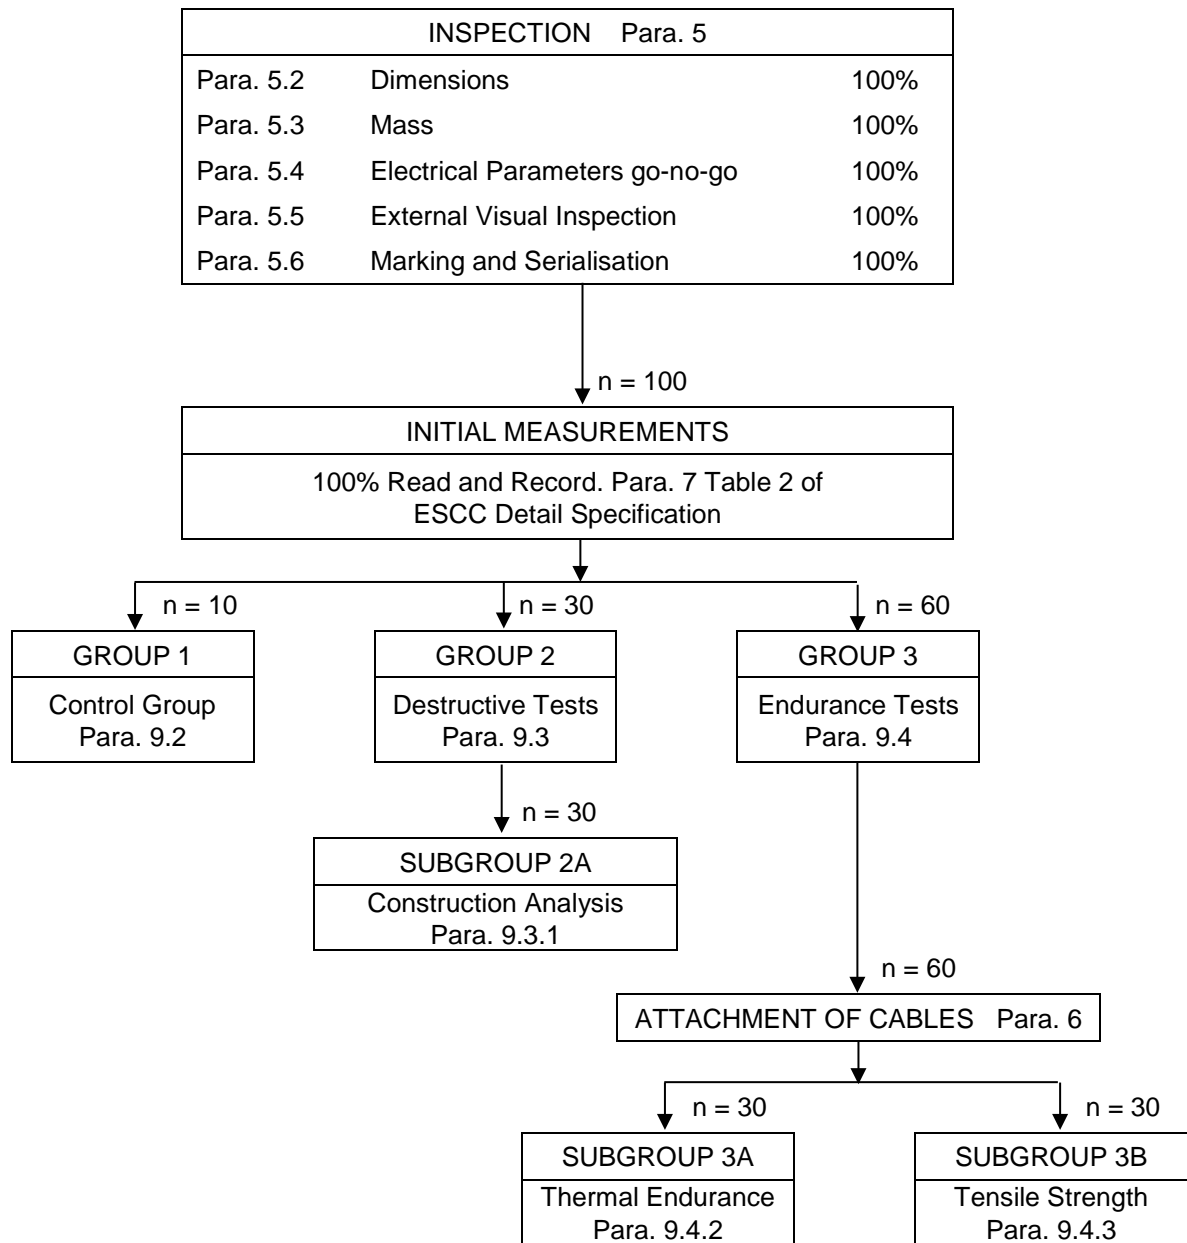 INSPECTION Para. 5
Para. 5.2 Dimensions 100%
Para. 5.3 Mass 100%
Para. 5.4 Electrical Parameters go-no-go 100%
Para. 5.5 External Visual Inspection 100%
Para. 5.6 Marking and Serialisation 100%
n = 100
INITIAL MEASUREMENTS
100% Read and Record. Para. 7 Table 2 of
ESCC Detail Specification
n = 10
GROUP 1
Control Group
Para. 9.2
n = 30
GROUP 2
Destructive Tests
Para. 9.3
n = 30
SUBGROUP 2A
Construction Analysis
Para. 9.3.1
n = 60
GROUP 3
Endurance Tests
Para. 9.4
n = 60
ATTACHMENT OF CABLES Para. 6
n = 30
SUBGROUP 3A
Thermal Endurance
Para. 9.4.2
n = 30
SUBGROUP 3B
Tensile Strength
Para. 9.4.3